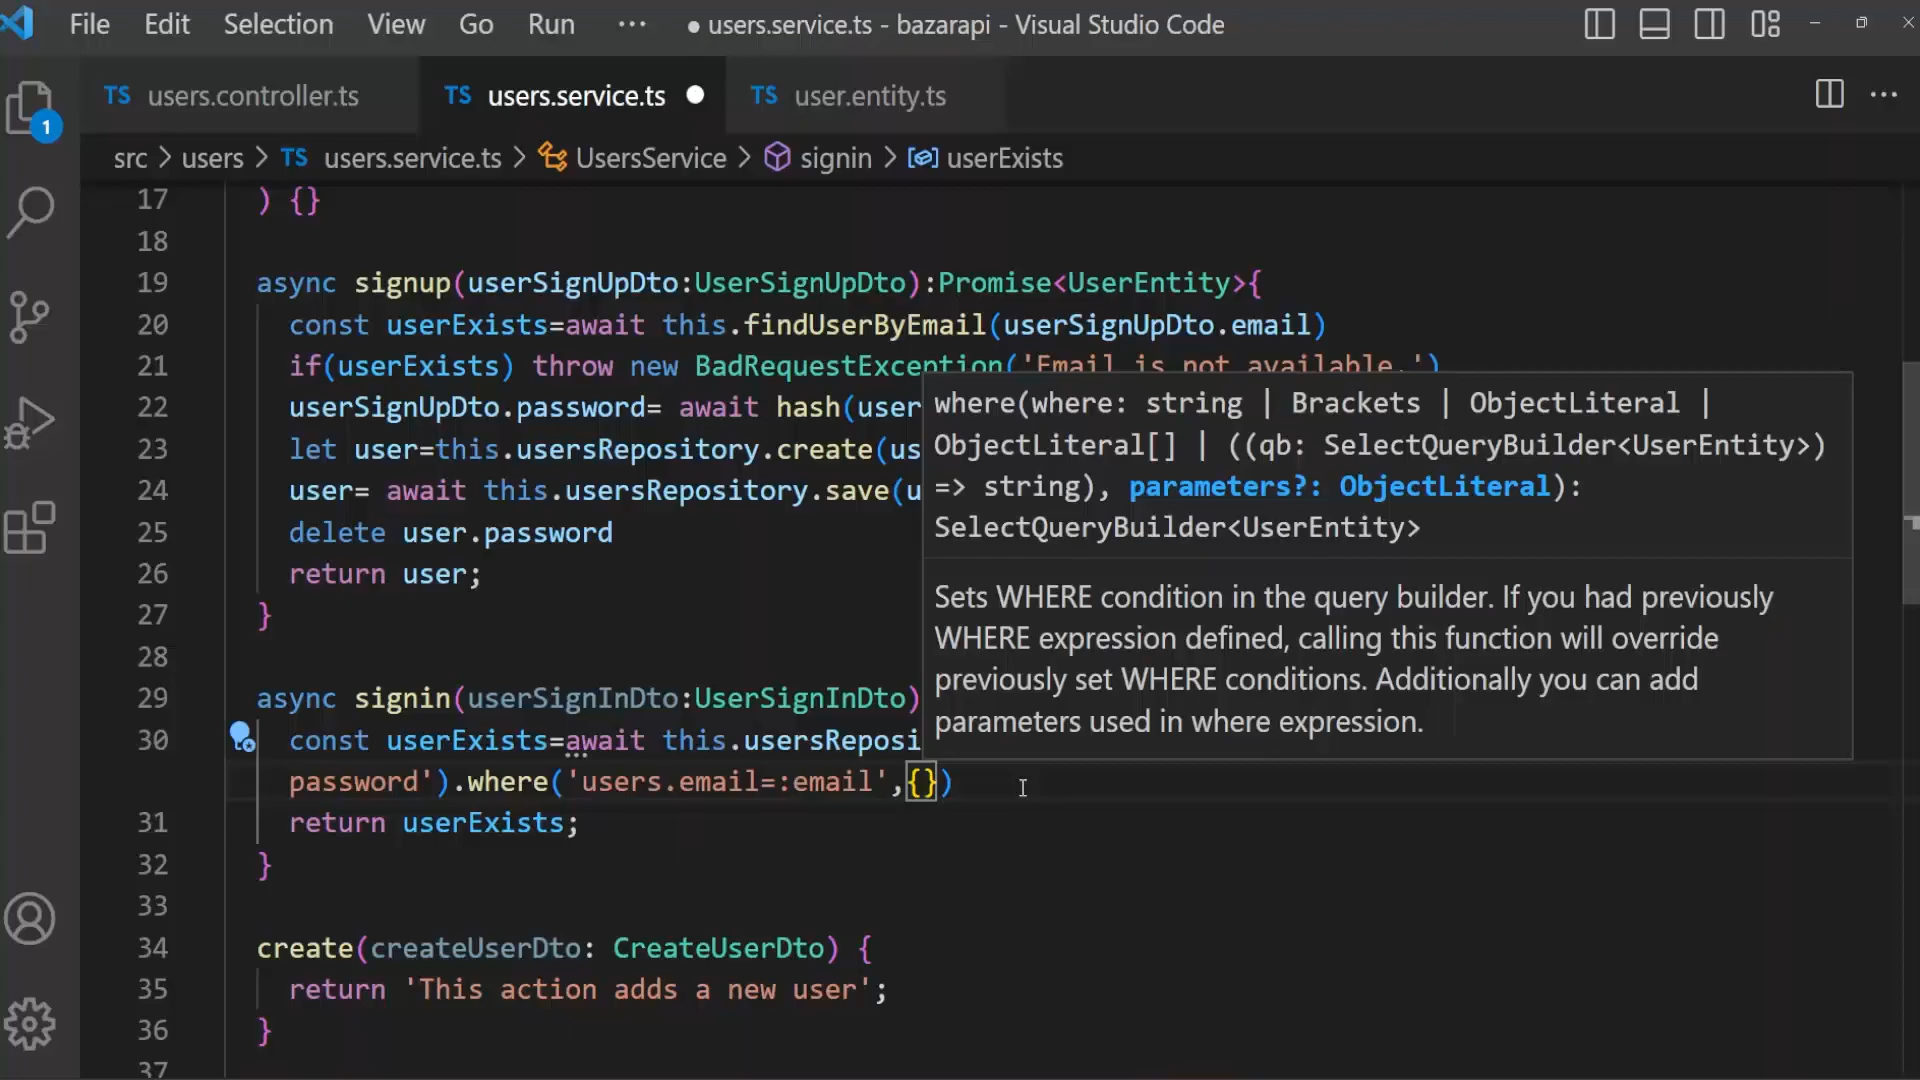 File Edit Selection View Go Run ··· ● users.service.ts - bazarapi - Visual Studio Code
TS users.controller.ts TS users.service.ts TS user.entity.ts
1
src > users > TS users.service.ts > UsersService > signin > userExists
17 ) {}
18
19 async signup(userSignUpDto:UserSignUpDto):Promise<UserEntity>{
20 const userExists=await this.findUserByEmail(userSignUpDto.email)
21 if(userExists) throw new BadRequestException('Email is not available.')
22 userSignUpDto.password= await hash(user
23 let user=this.usersRepository.create(us
24 user= await this.usersRepository.save(u
25 delete user.password
26 return user;
27 }
28
29 async signin(userSignInDto:UserSignInDto)
30 const userExists=await this.usersReposi
password').where('users.email=:email',{})
31 return userExists;
32 }
33
34 create(createUserDto: CreateUserDto) {
35 return 'This action adds a new user';
36 }
37
where(where: string | Brackets | ObjectLiteral |
ObjectLiteral[] | ((qb: SelectQueryBuilder<UserEntity>)
=> string), parameters?: ObjectLiteral):
SelectQueryBuilder<UserEntity>
Sets WHERE condition in the query builder. If you had previously
WHERE expression defined, calling this function will override
previously set WHERE conditions. Additionally you can add
parameters used in where expression.